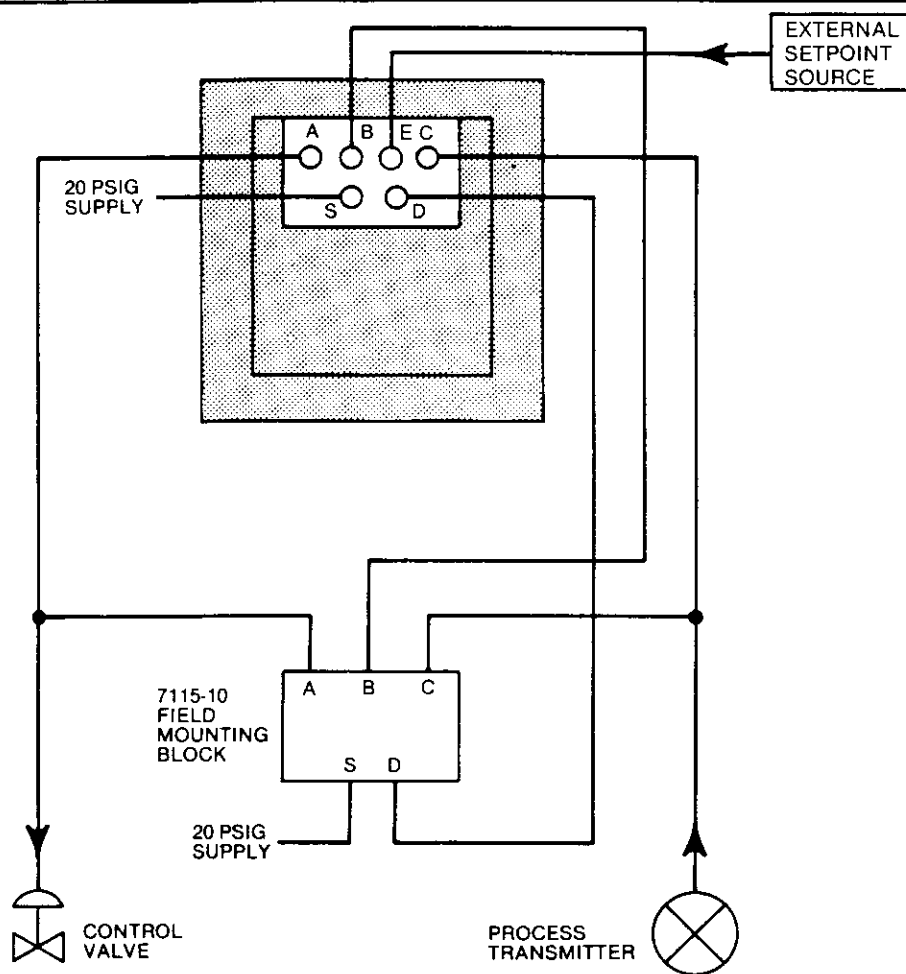 EXTERNAL
SETPOINT
SOURCE
A B E C
20 PSIG
SUPPLY
S D
7115-10
FIELD
MOUNTING
BLOCK
A B C
S D
20 PSIG
SUPPLY
CONTROL
VALVE
PROCESS
TRANSMITTER